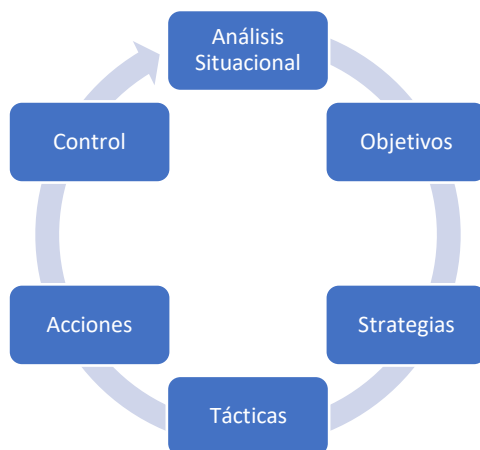 Análisis
Situacional
Objetivos
Strategias
Tácticas
Acciones
Control